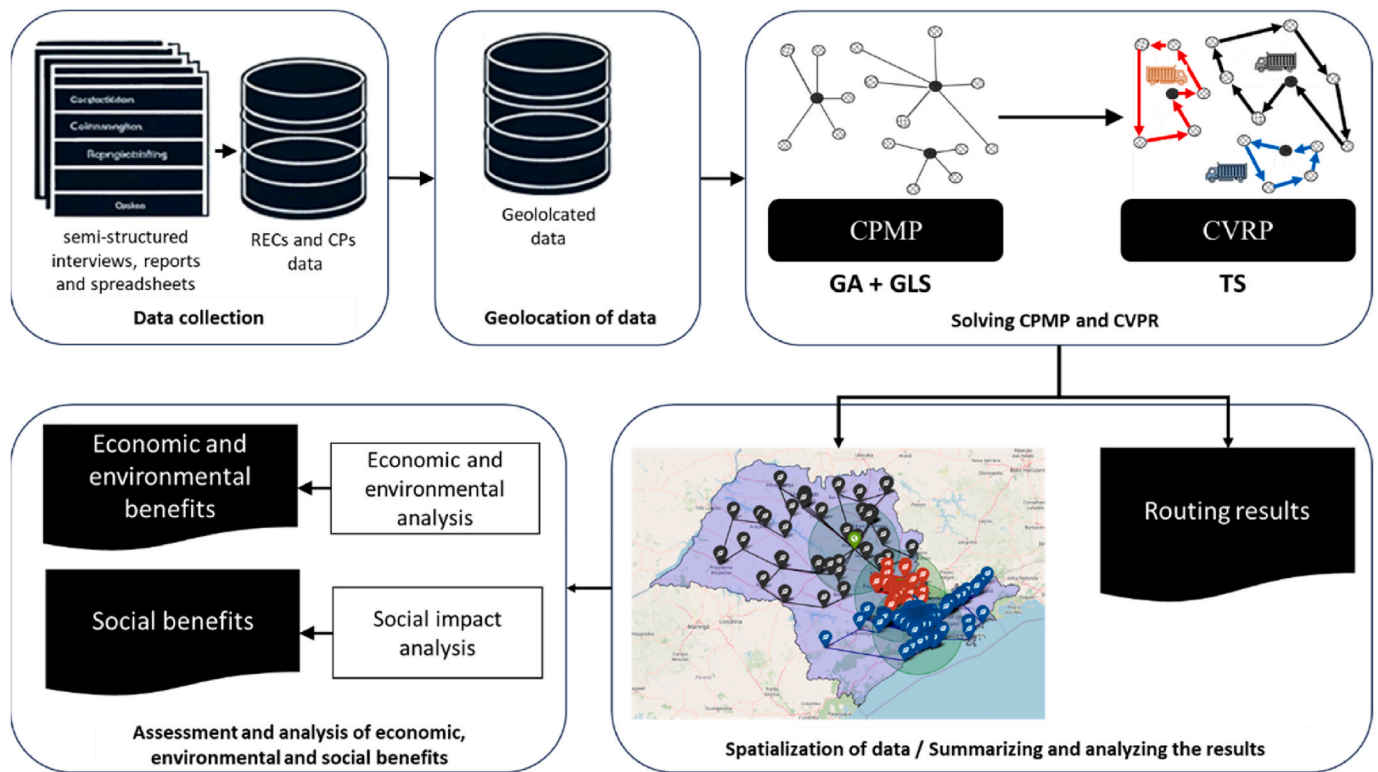 semi-structured
interviews, reports
and spreadsheets
RECs and CPs
data
Data collection
Geololcated
data
Geolocation of data
CPMP
GA + GLS
CVRP
TS
Solving CPMP and CVPR
Economic and
environmental
benefits
Economic and
environmental
analysis
Social benefits
Social impact
analysis
Assessment and analysis of economic,
environmental and social benefits
Routing results
Spatialization of data / Summarizing and analyzing the results